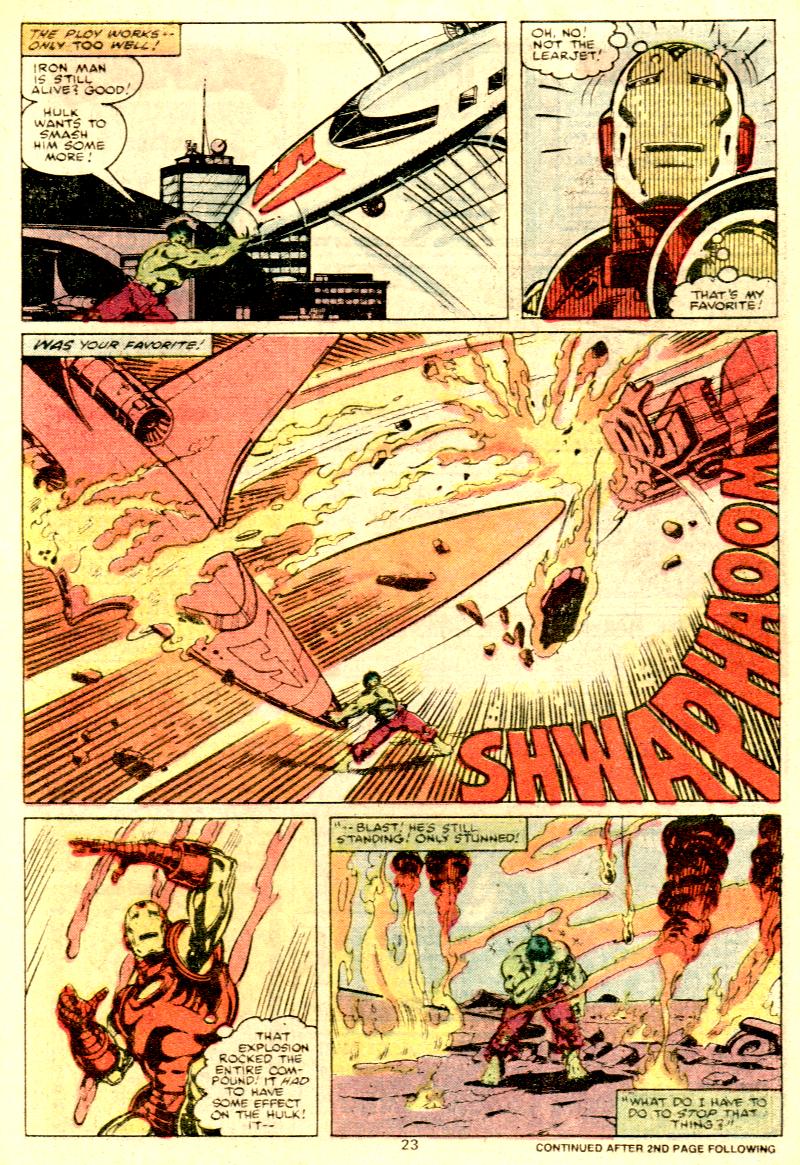 THE PLOY WORKS--
ONLY TOO WELL!
IRON MAN
IS STILL
ALIVE? GOOD!
HULK
WANTS TO
SMASH
HIM SOME
MORE!
OH, NO!
NOT THE
LEARJET!
THAT'S MY
FAVORITE!
WAS YOUR FAVORITE!
SHWAPHAOOM
THAT
EXPLOSION
ROCKED THE
ENTIRE COM-
POUND! IT HAD
TO HAVE
SOME EFFECT
ON THE HULK!
IT--
"--BLAST! HE'S STILL
STANDING! ONLY STUNNED!
"WHAT DO I HAVE TO
DO TO STOP THAT
THING?"
23
CONTINUED AFTER 2ND PAGE FOLLOWING